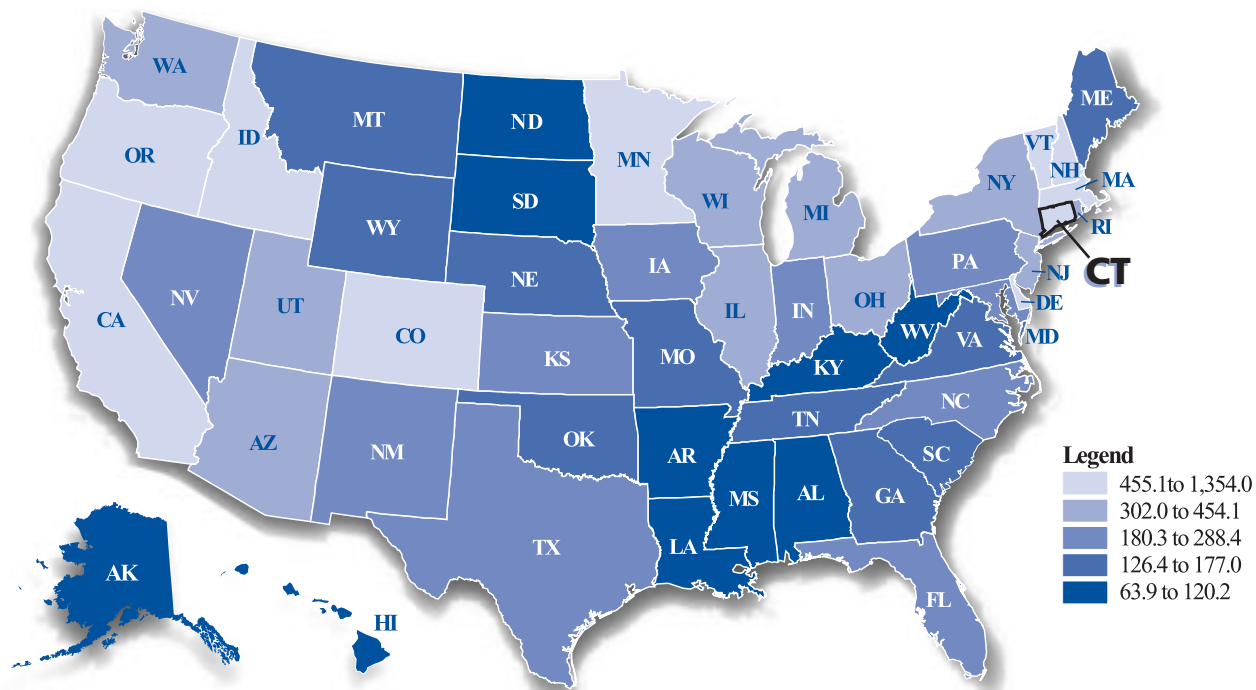 WA
MT
ND
ME
OR
ID
MN
VT
NH
NY
MA
SD
WI
MI
RI
WY
CT
NE
IA
PA
NJ
NV
UT
CO
IL
IN
OH
DE
MD
CA
WV
VA
KS
MO
KY
NC
TN
AZ
NM
OK
AR
SC
MS
AL
GA
TX
LA
FL
AK
HI
Legend
455.1to 1,354.0
302.0 to 454.1
180.3 to 288.4
126.4 to 177.0
63.9 to 120.2